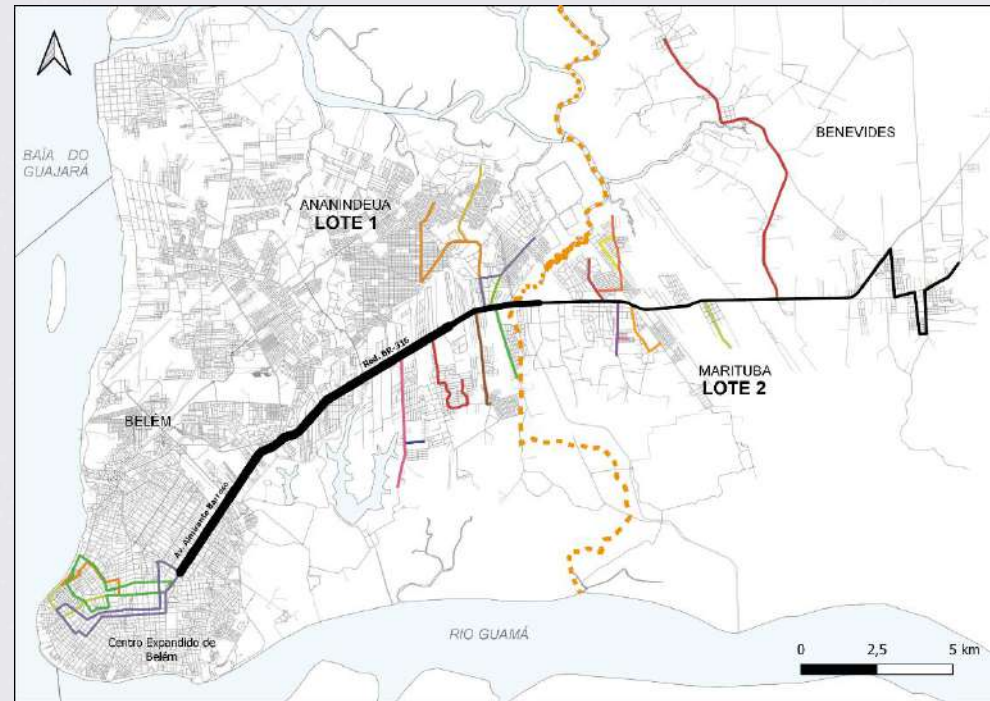 BAÍA DO
GUAJARÁ
BENEVIDES
ANANINDEUA
LOTE 1
Rod. BR-316
MARITUBA
LOTE 2
BELÉM
Av. Almirante Barroso
Centro Expandido de
Belém
RIO GUAMÁ
0 2,5 5 km